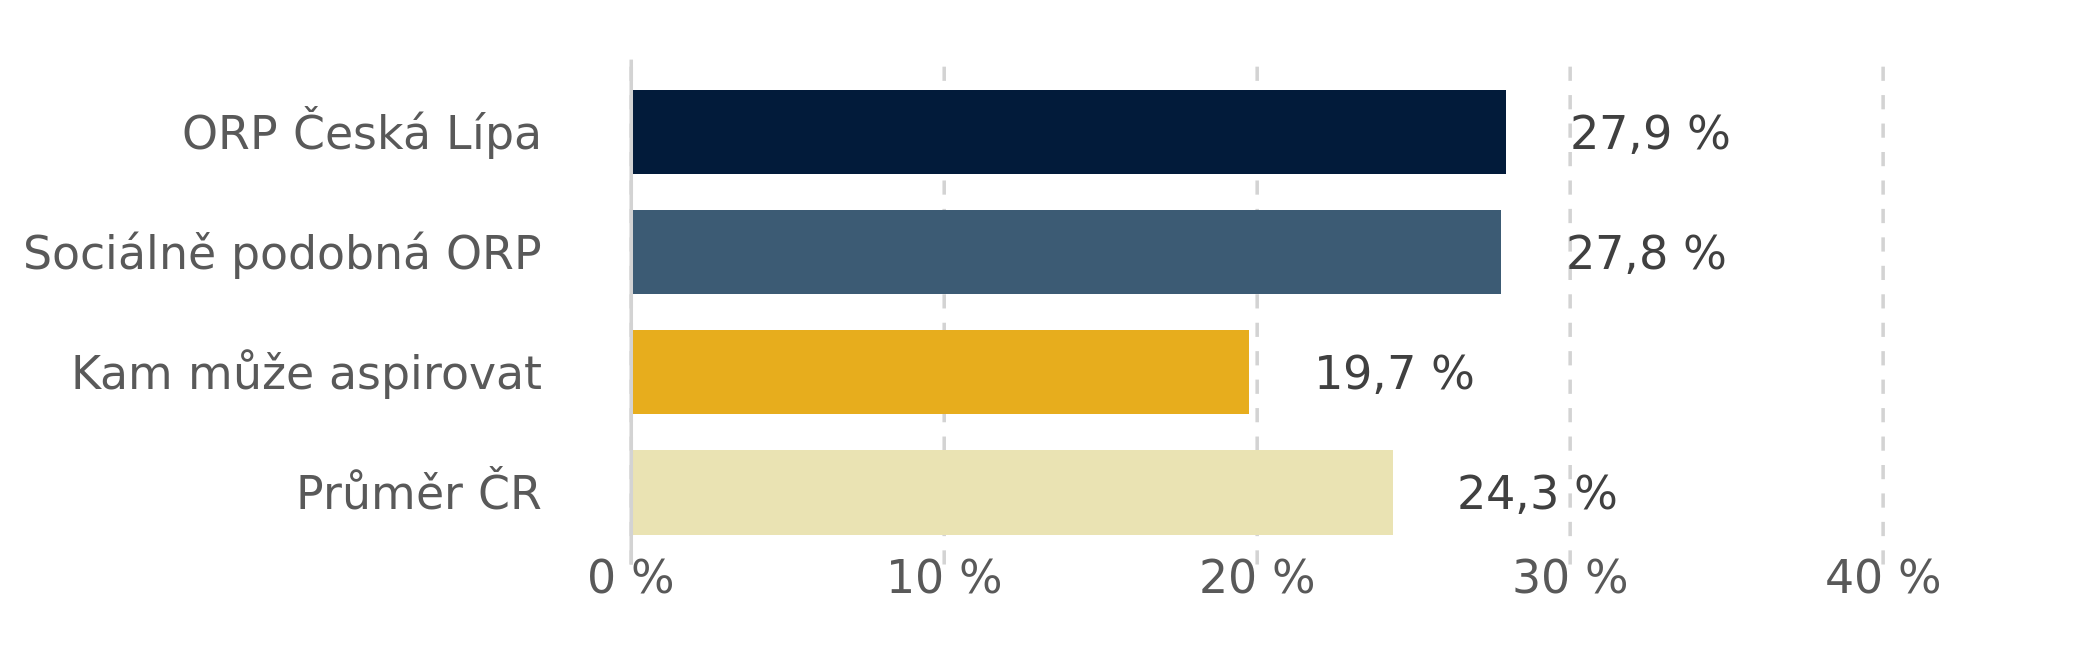 ORP Česká Lípa 27,9 %
Sociálně podobná ORP 27,8 %
Kam může aspirovat 19,7 %
Průměr ČR 24,3 %
0 % 10 % 20 % 30 % 40 %